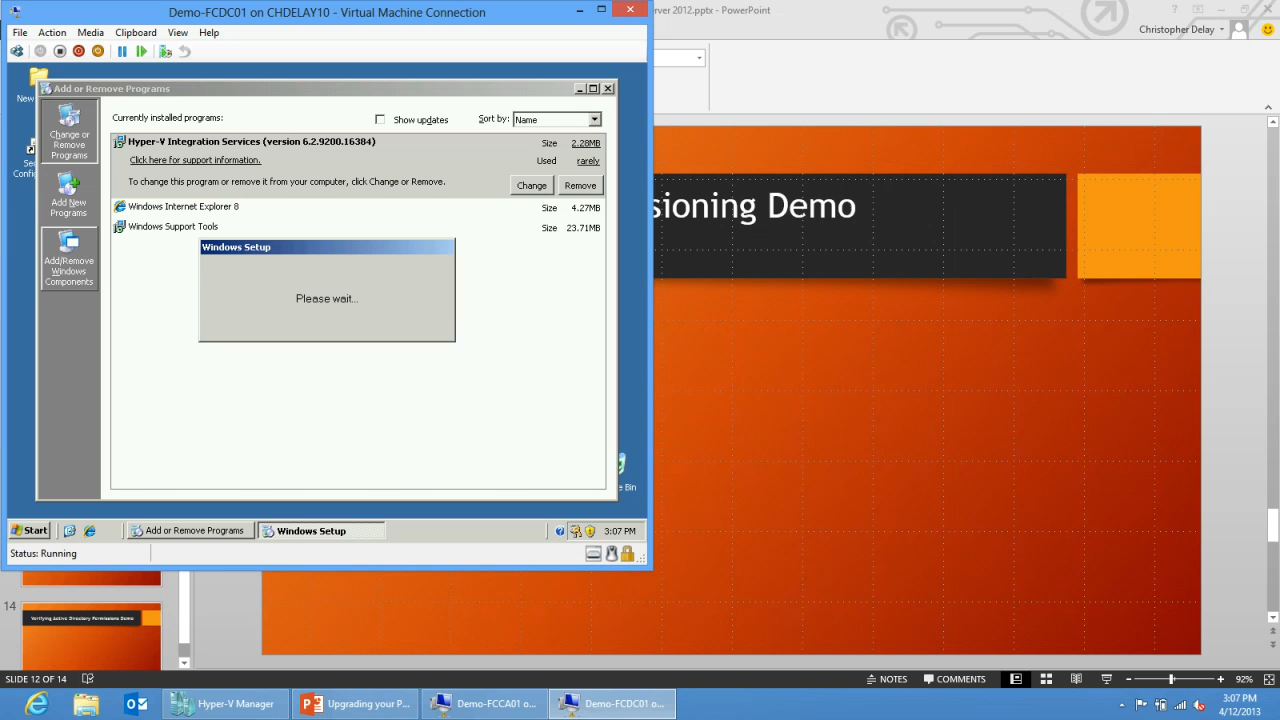 Demo-FCDC01 on CHDELAY10 - Virtual Machine Connection
rver 2012.pptx - PowerPoint
File Action Media Clipboard View Help
Christopher Delay
New
Add or Remove Programs
Change or
Remove
Programs
Add New
Programs
Add/Remove
Windows
Components
Currently installed programs:
Show updates
Sort by: Name
Hyper-V Integration Services (version 6.2.9200.16384)
Size 2.28MB
Click here for support information.
Used rarely
To change this program or remove it from your computer, click Change or Remove.
Change Remove
Windows Internet Explorer 8
Size 4.27MB
Windows Support Tools
Size 23.71MB
Windows Setup
Please wait...
Config
e Bin
sioning Demo
Start
Add or Remove Programs
Windows Setup
3:07 PM
Status: Running
14
Verifying Active Directory Permissions Demo
SLIDE 12 OF 14
NOTES
COMMENTS
92%
Hyper-V Manager
Upgrading your P...
Demo-FCCA01 o...
Demo-FCDC01 o...
3:07 PM
4/12/2013